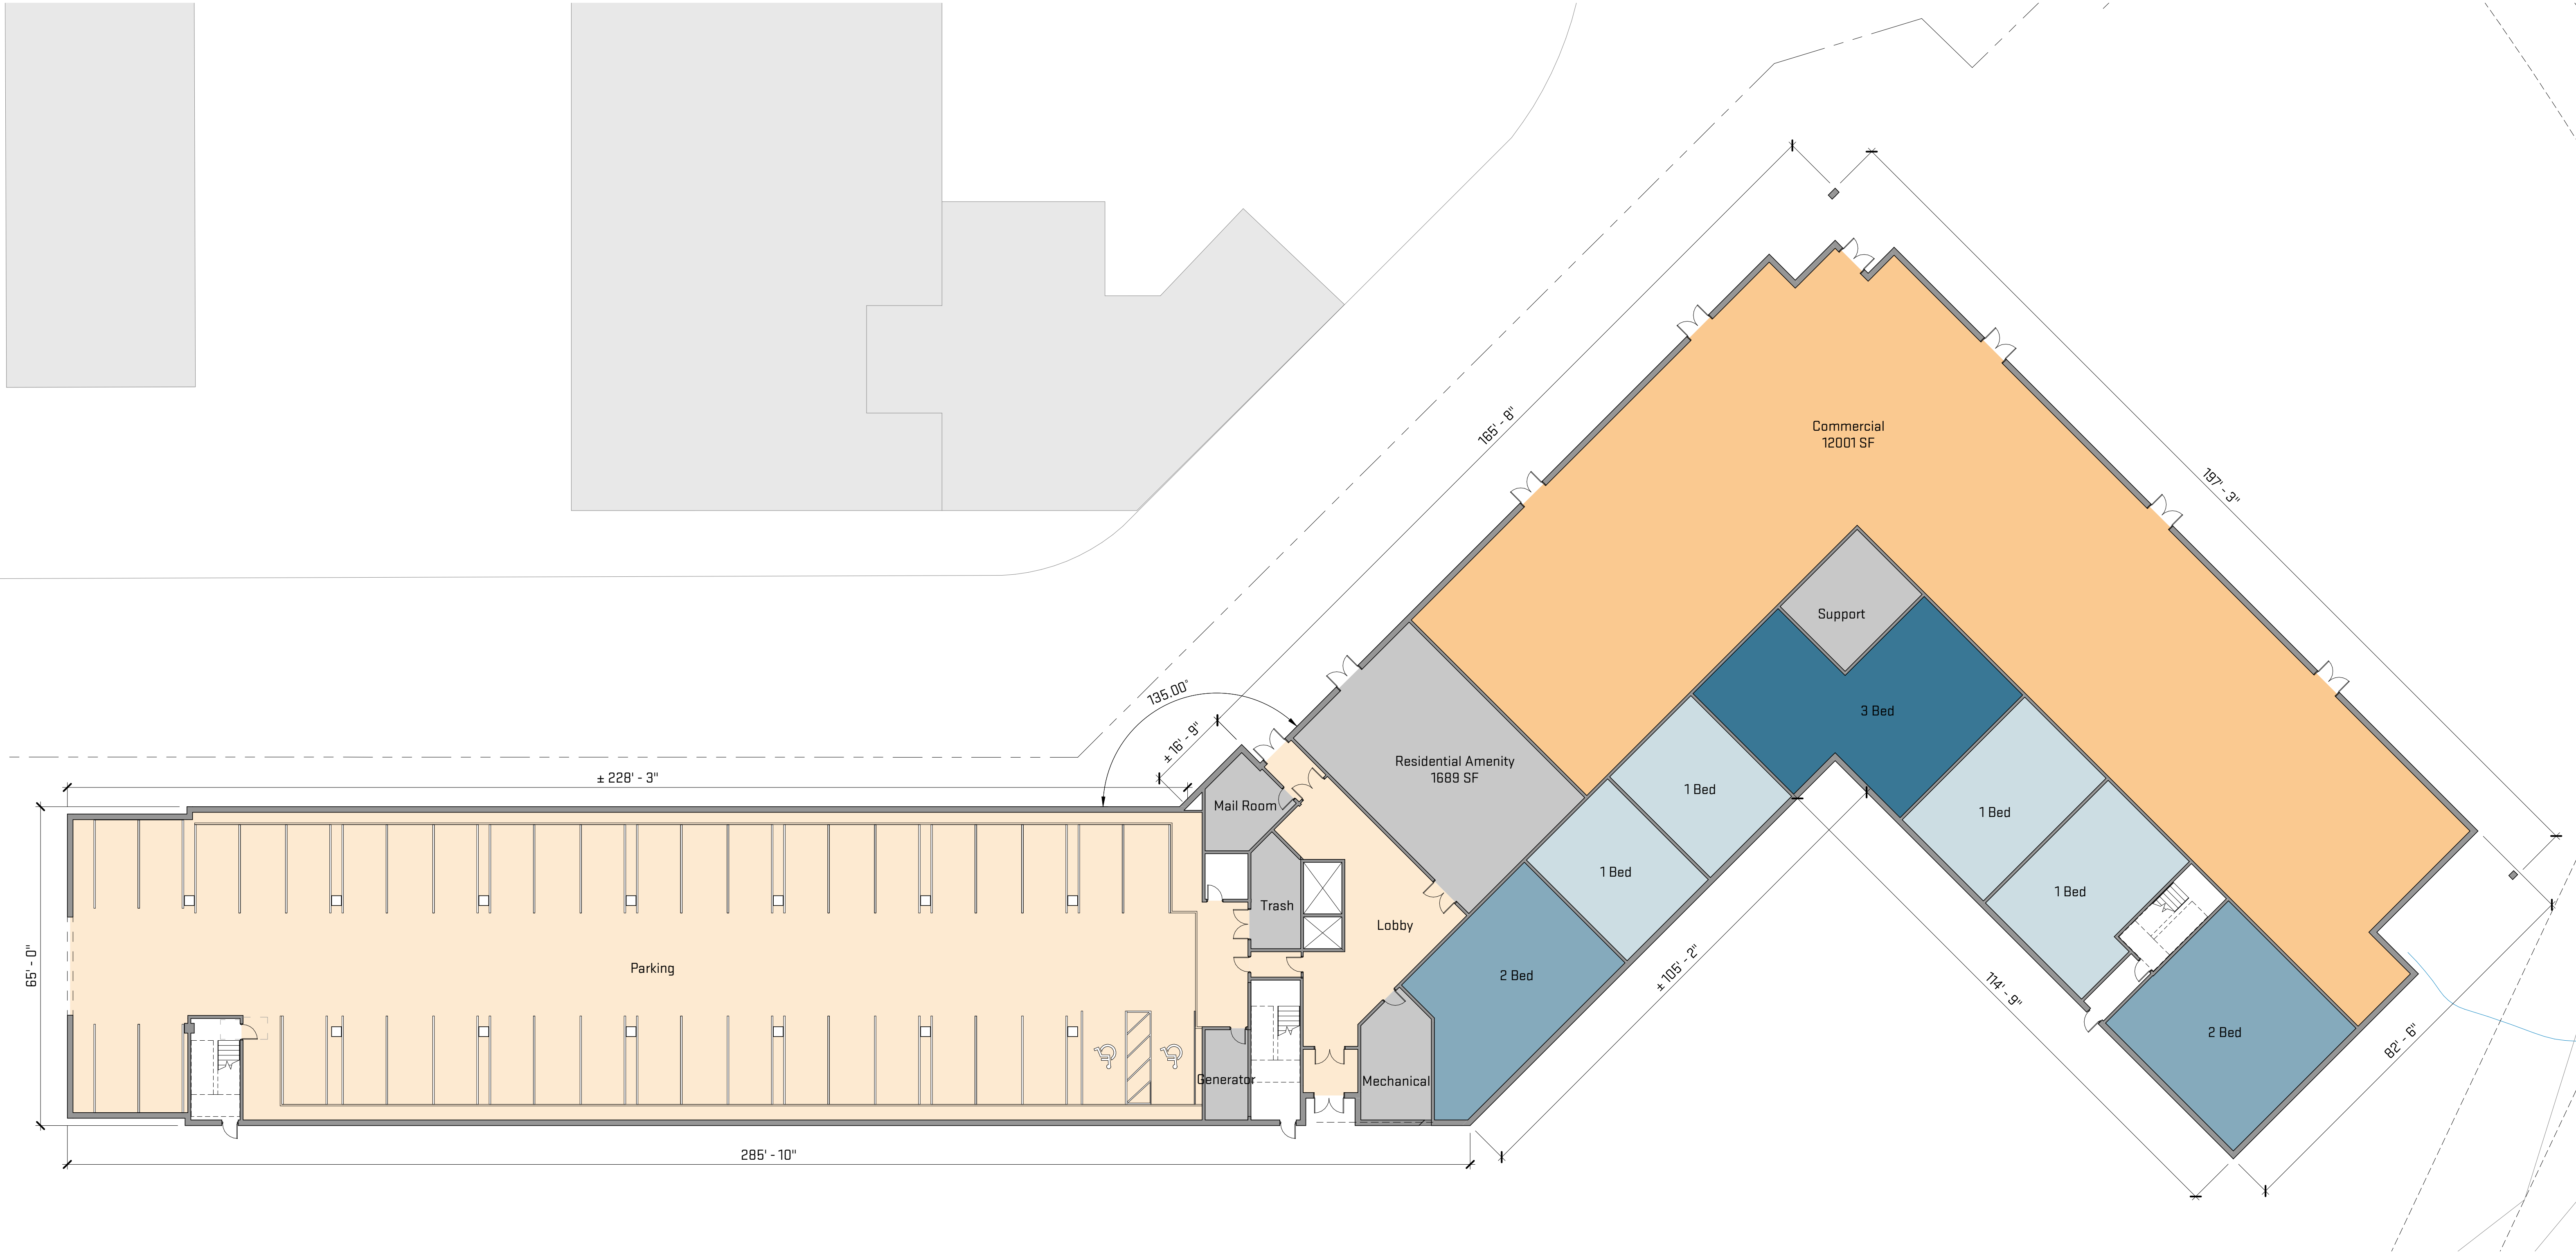 165' - 8"
Commercial
12001 SF
197' - 3"
Support
135.00°
3 Bed
± 16' - 9"
Residential Amenity
1689 SF
± 228' - 3"
1 Bed
Mail Room
1 Bed
1 Bed
1 Bed
Trash
Lobby
65' - 0"
Parking
2 Bed
± 105' - 2"
114' - 9"
2 Bed
82' - 6"
Generator
Mechanical
285' - 10"